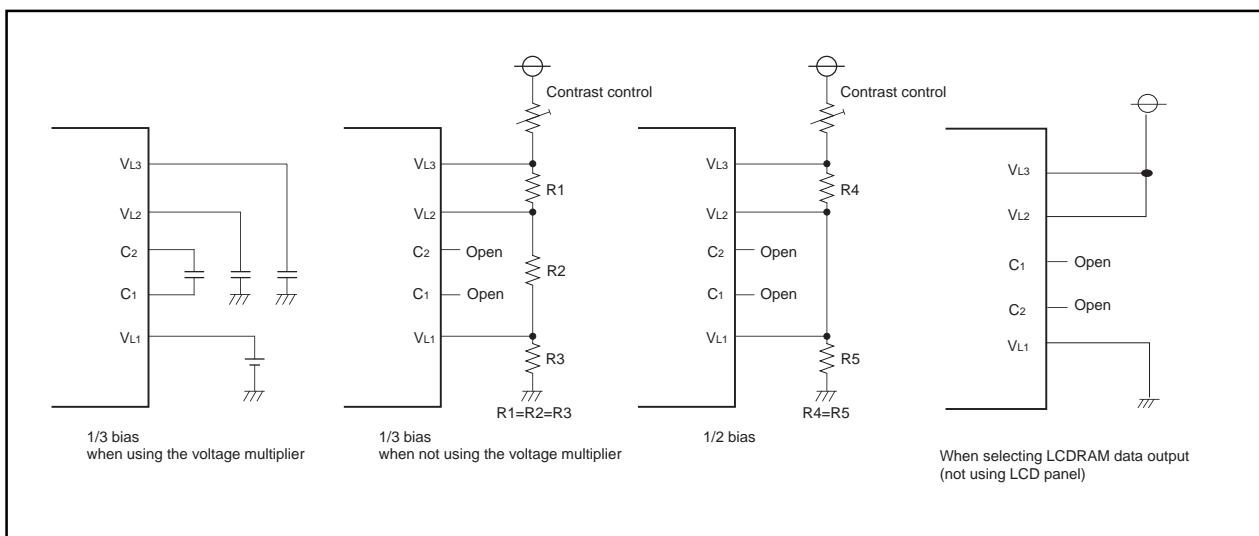 VL3
VL2
C2
C1
VL1
1/3 bias
when using the voltage multiplier
Contrast control
VL3
R1
VL2
C2
Open
R2
C1
Open
VL1
R3
R1=R2=R3
1/3 bias
when not using the voltage multiplier
Contrast control
VL3
R4
VL2
C2
Open
C1
Open
VL1
R5
R4=R5
1/2 bias
VL3
VL2
C1
Open
C2
Open
VL1
When selecting LCDRAM data output
(not using LCD panel)